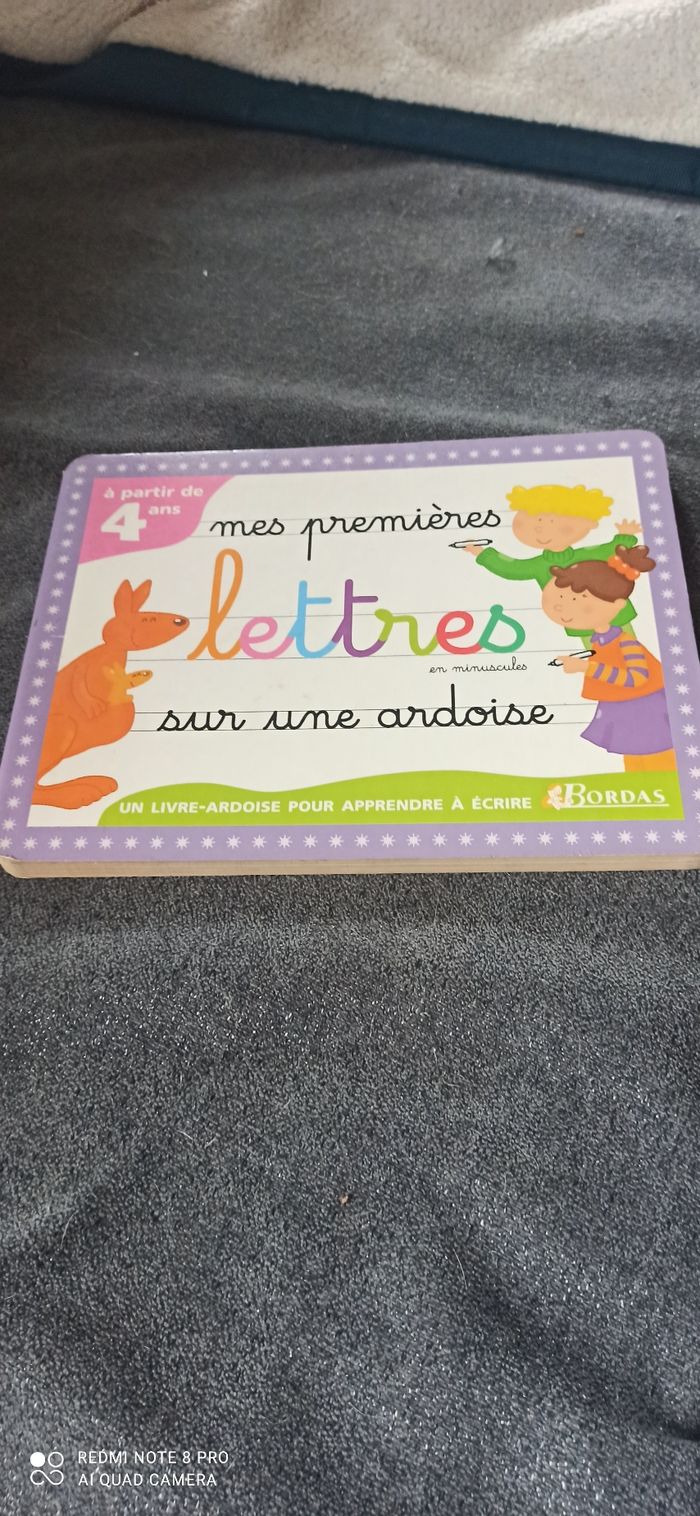 à partir de
4 ans
mes premières
lettres
en minuscules
sur une ardoise
UN LIVRE-ARDOISE POUR APPRENDRE À ÉCRIRE
BORDAS
REDMI NOTE 8 PRO
AI QUAD CAMERA